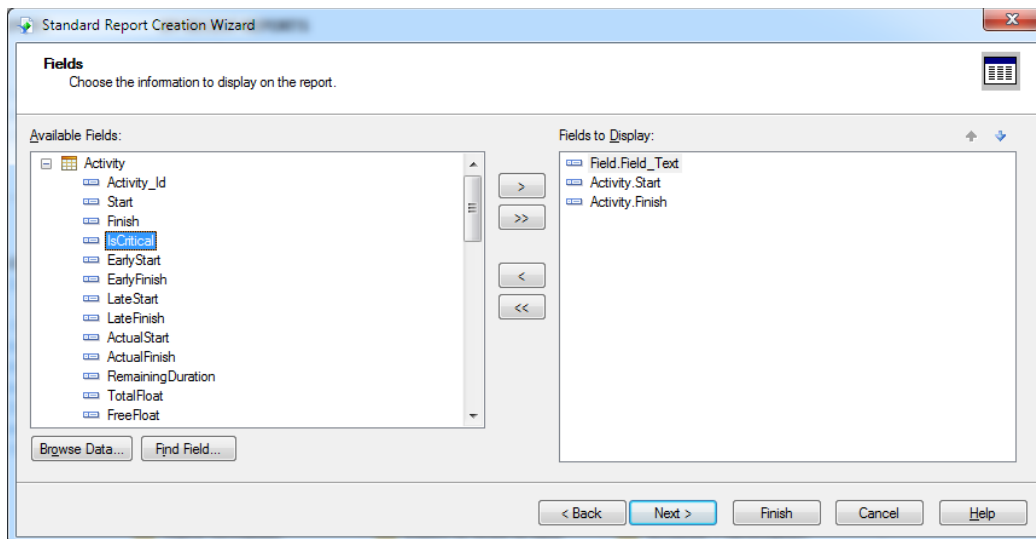 Standard Report Creation Wizard
Fields
Choose the information to display on the report.
Available Fields:
Activity
Activity_Id
Start
Finish
IsCritical
EarlyStart
EarlyFinish
LateStart
LateFinish
ActualStart
ActualFinish
RemainingDuration
TotalFloat
FreeFloat
Browse Data...
Find Field...
>
>>
<
<<
Fields to Display:
Field.Field_Text
Activity.Start
Activity.Finish
< Back
Next >
Finish
Cancel
Help